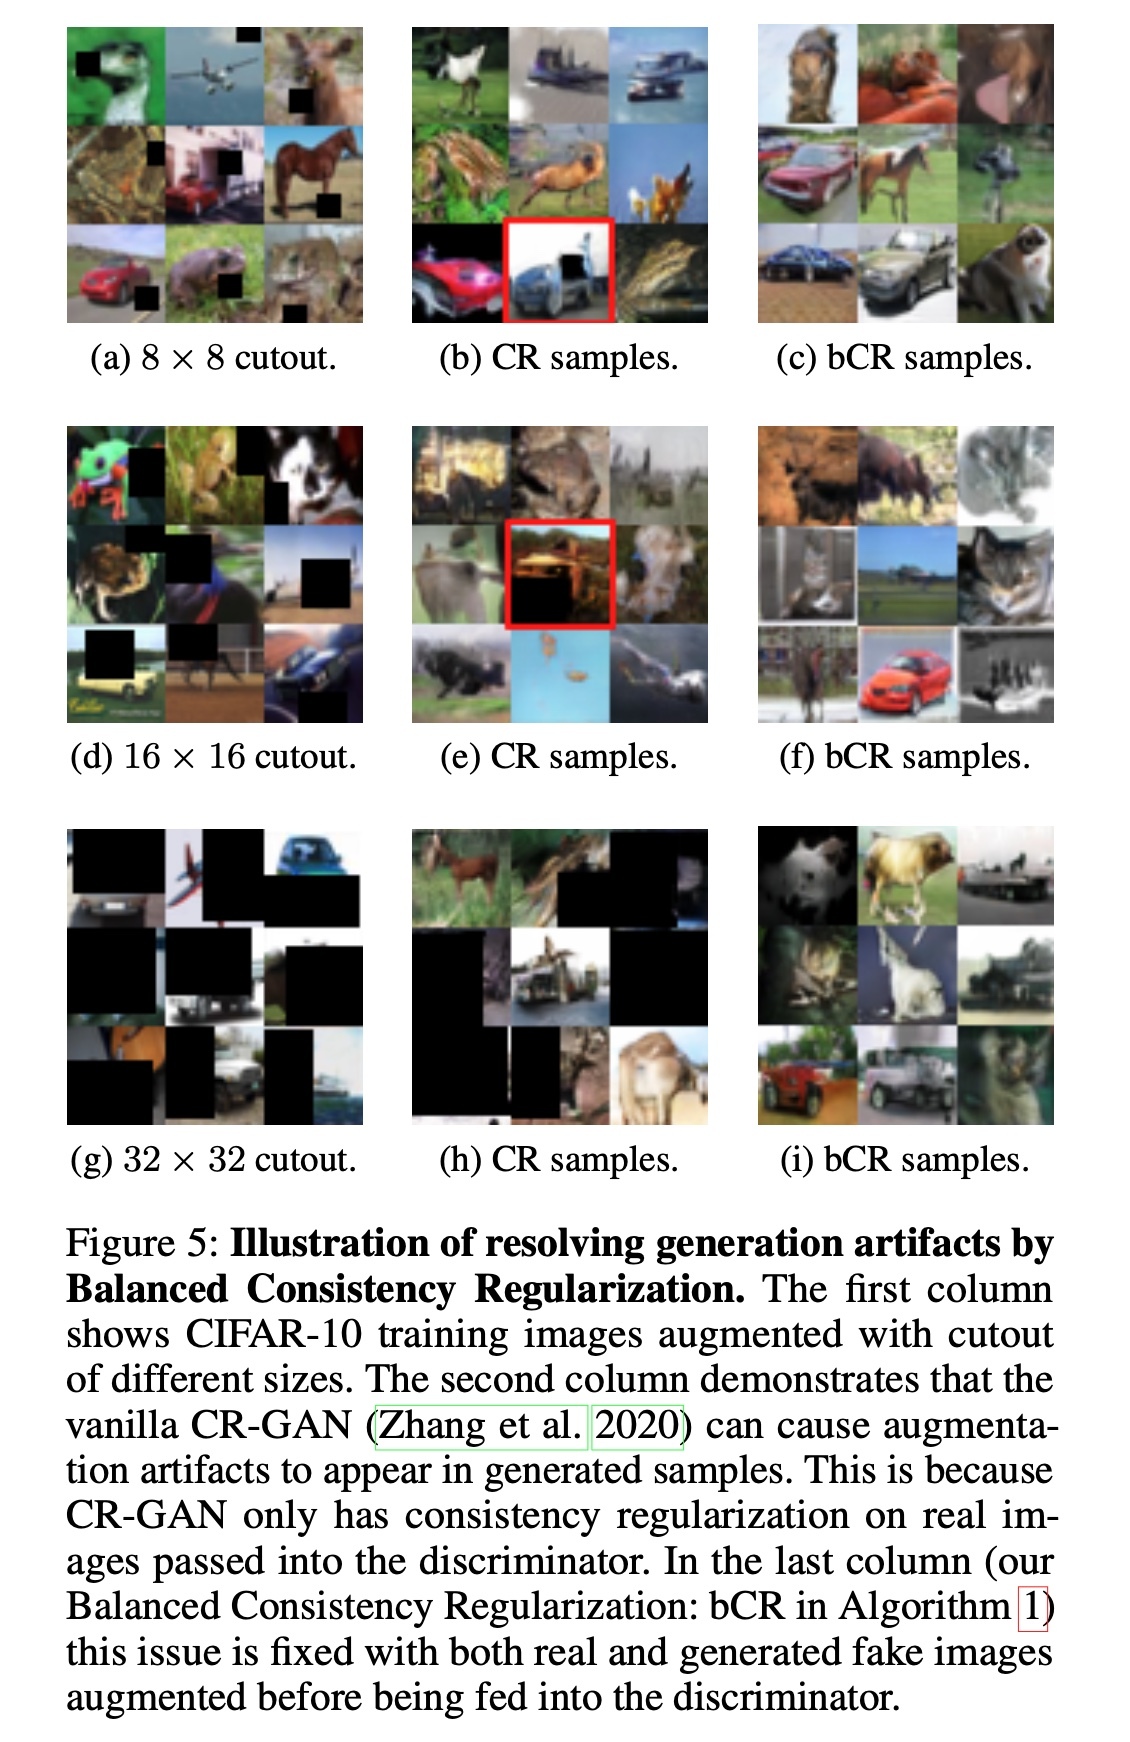 (a) 8 × 8 cutout.
(b) CR samples.
(c) bCR samples.
(d) 16 × 16 cutout.
(e) CR samples.
(f) bCR samples.
(g) 32 × 32 cutout.
(h) CR samples.
(i) bCR samples.
Figure 5: Illustration of resolving generation artifacts by
Balanced Consistency Regularization. The first column
shows CIFAR-10 training images augmented with cutout
of different sizes. The second column demonstrates that the
vanilla CR-GAN (Zhang et al. 2020) can cause augmenta-
tion artifacts to appear in generated samples. This is because
CR-GAN only has consistency regularization on real im-
ages passed into the discriminator. In the last column (our
Balanced Consistency Regularization: bCR in Algorithm 1)
this issue is fixed with both real and generated fake images
augmented before being fed into the discriminator.